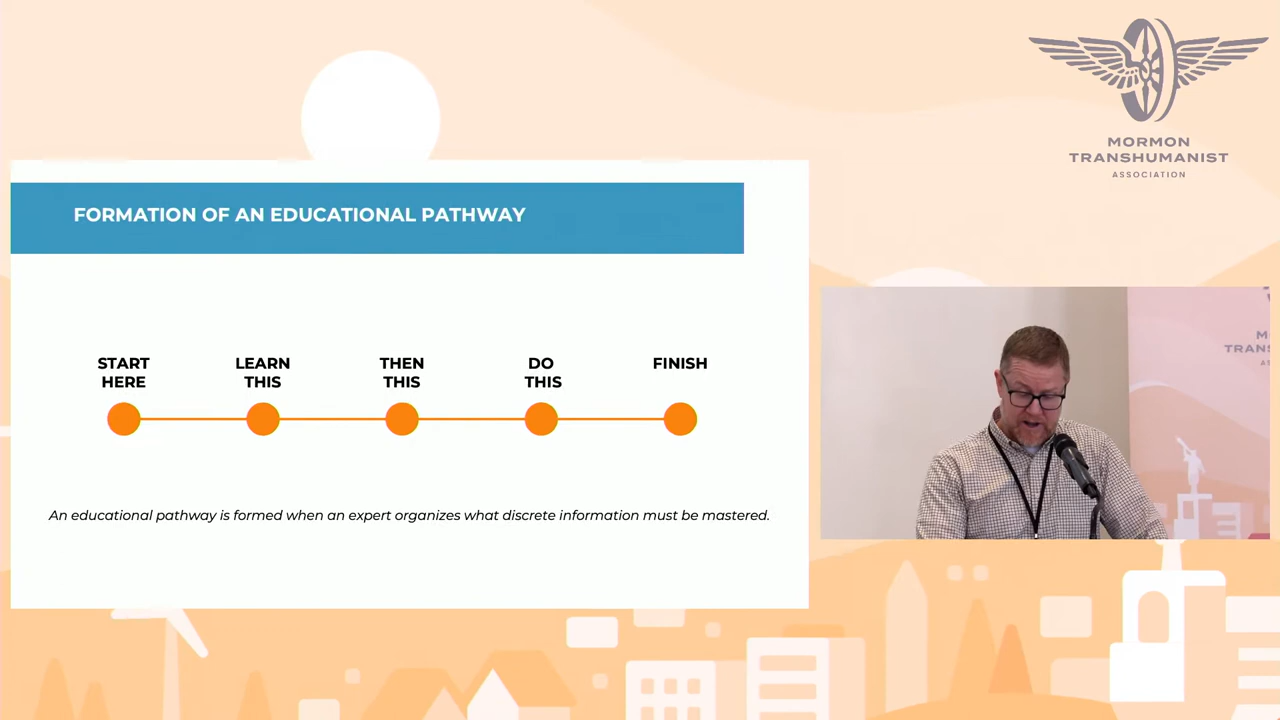 MORMON
TRANSHUMANIST
ASSOCIATION
FORMATION OF AN EDUCATIONAL PATHWAY
START
HERE
LEARN
THIS
THEN
THIS
DO
THIS
FINISH
An educational pathway is formed when an expert organizes what discrete information must be mastered.